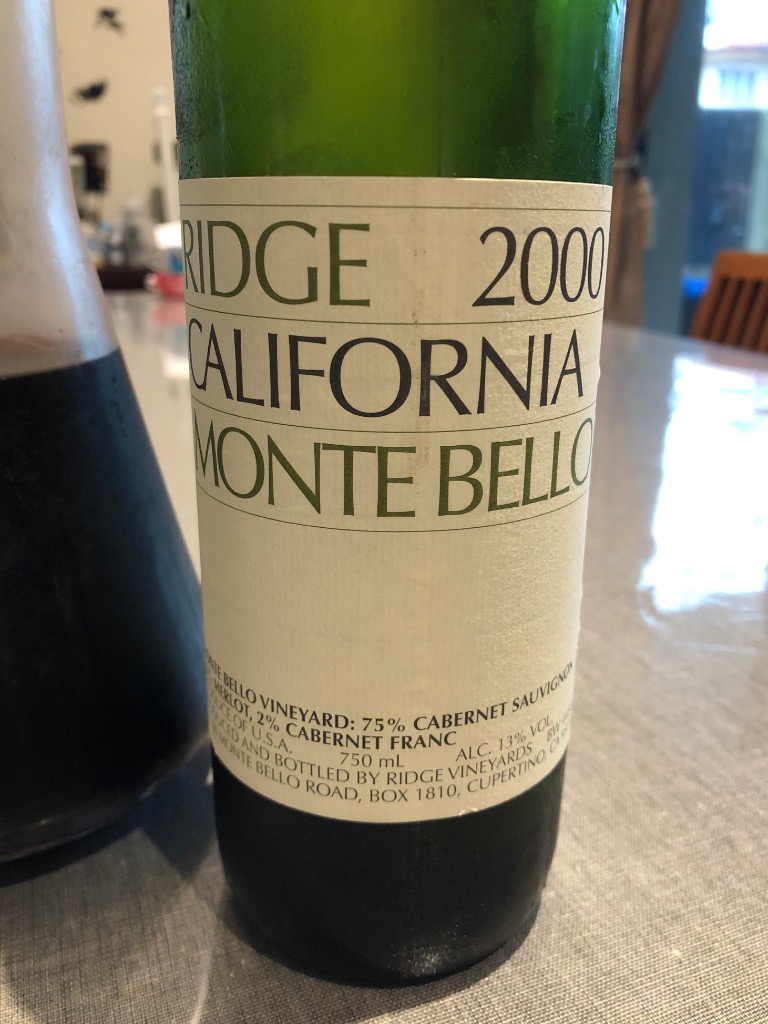 RIDGE 2000
CALIFORNIA
MONTE BELLO
BELLO VINEYARD: 75% CABERNET SAUVIGNON
MERLOT, 2% CABERNET FRANC
OF U.S.A. 750 mL ALC. 13% VOL.
AND BOTTLED BY RIDGE VINEYARDS
MONTE BELLO ROAD, BOX 1810, CUPERTINO, CA